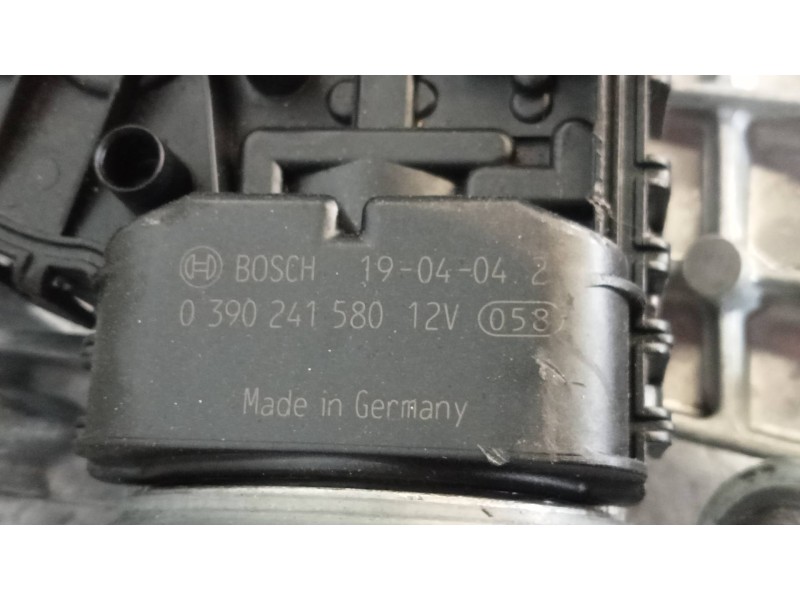 BOSCH 19-04-04.2
0 390 241 580 12V 058
Made in Germany